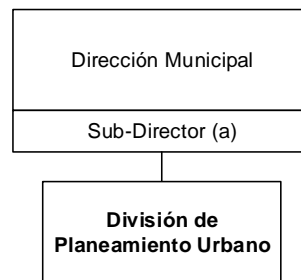 Dirección Municipal
Sub-Director (a)
División de
Planeamiento Urbano